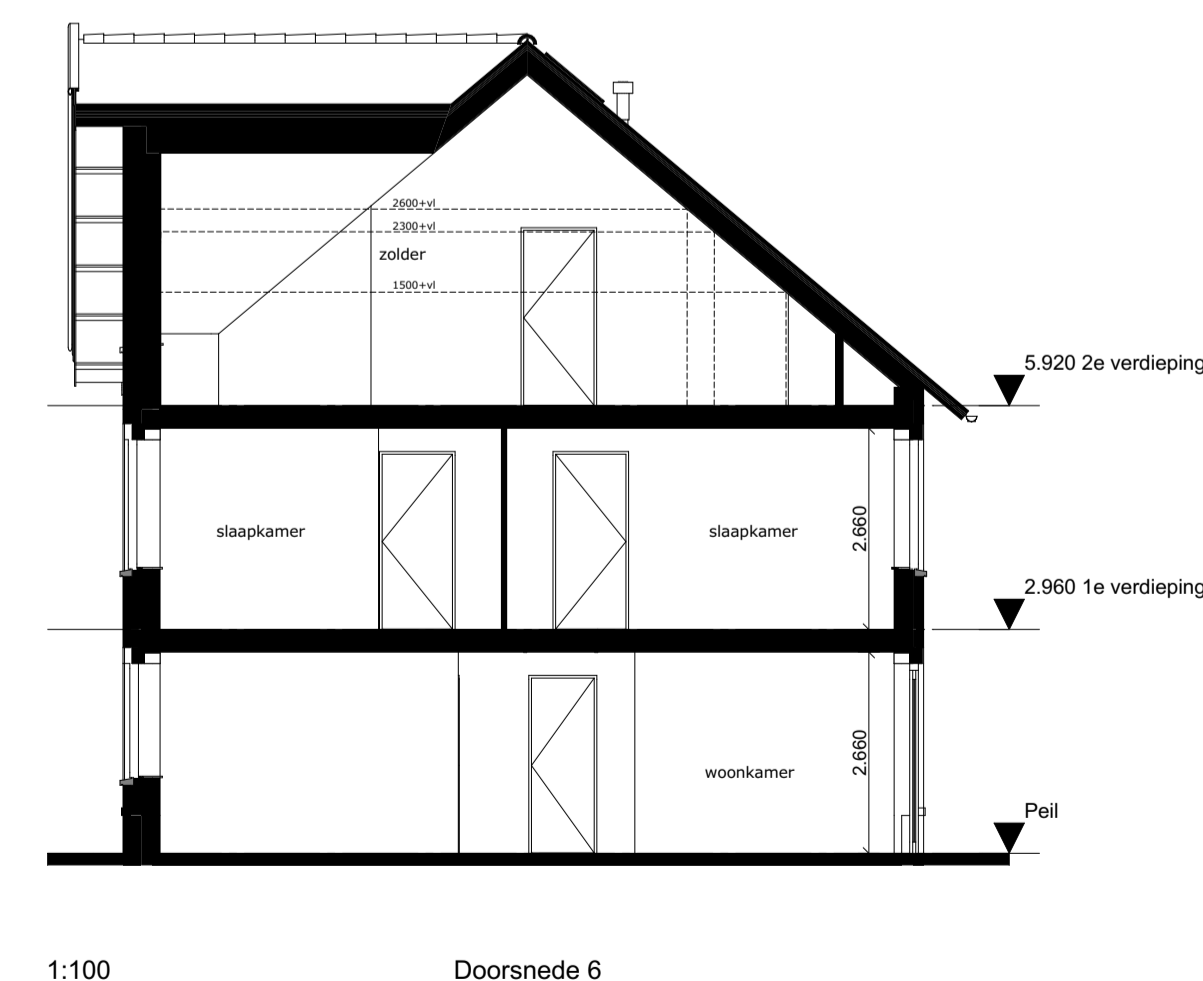 2600+vl
2300+vl
zolder
1500+vl
5.920 2e verdieping
slaapkamer
slaapkamer
2.660
2.960 1e verdieping
woonkamer
2.660
Peil
1:100
Doorsnede 6